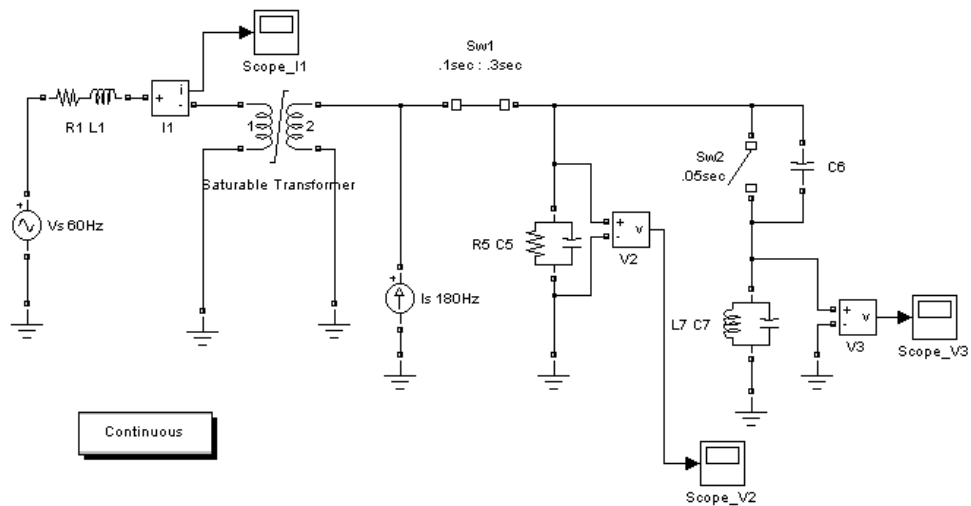 Scope_I1
Sw1
.1sec : .3sec
i
+
-
R1 L1
I1
1
2
Saturable Transformer
Sw2
.05sec
C6
+
Vs 60Hz
R5 C5
+
-
v
V2
+
Is 180Hz
L7 C7
+
-
v
V3
Scope_V3
Continuous
Scope_V2